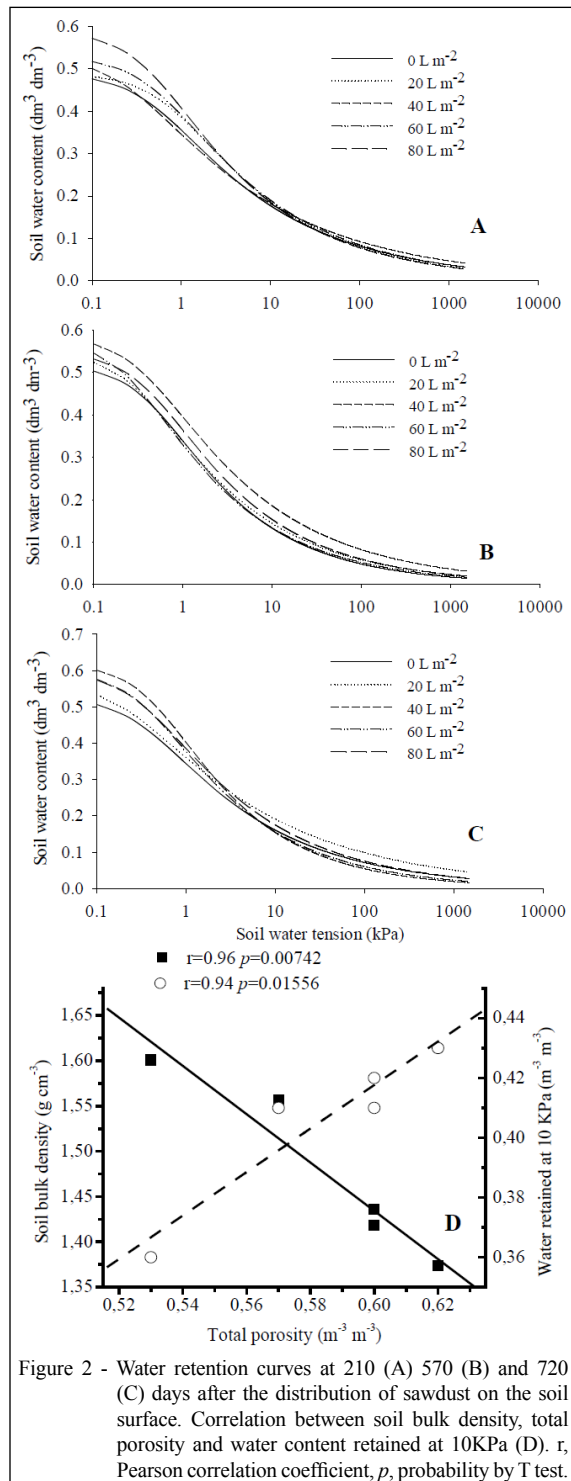 0.6
0.5
0.4
0.3
0.2
0.1
0.0
Soil water content (dm³ dm⁻³)
0 L m⁻²
20 L m⁻²
40 L m⁻²
60 L m⁻²
80 L m⁻²
A
0.1 1 10 100 1000 10000
0.6
0.5
0.4
0.3
0.2
0.1
0.0
Soil water content (dm³ dm⁻³)
0 L m⁻²
20 L m⁻²
40 L m⁻²
60 L m⁻²
80 L m⁻²
B
0.1 1 10 100 1000 10000
0.7
0.6
0.5
0.4
0.3
0.2
0.1
0.0
Soil water content (dm³ dm⁻³)
0 L m⁻²
20 L m⁻²
40 L m⁻²
60 L m⁻²
80 L m⁻²
C
0.1 1 10 100 1000 10000
Soil water tension (kPa)
r=0.96 p=0.00742
r=0.94 p=0.01556
1,65
1,60
1,55
1,50
1,45
1,40
1,35
Soil bulk density (g cm⁻³)
0,44
0,42
0,40
0,38
0,36
Water retained at 10 KPa (m⁻³ m⁻³)
D
0,52 0,54 0,56 0,58 0,60 0,62
Total porosity (m⁻³ m⁻³)
Figure 2 - Water retention curves at 210 (A) 570 (B) and 720
(C) days after the distribution of sawdust on the soil
surface. Correlation between soil bulk density, total
porosity and water content retained at 10KPa (D). r,
Pearson correlation coefficient, p, probability by T test.